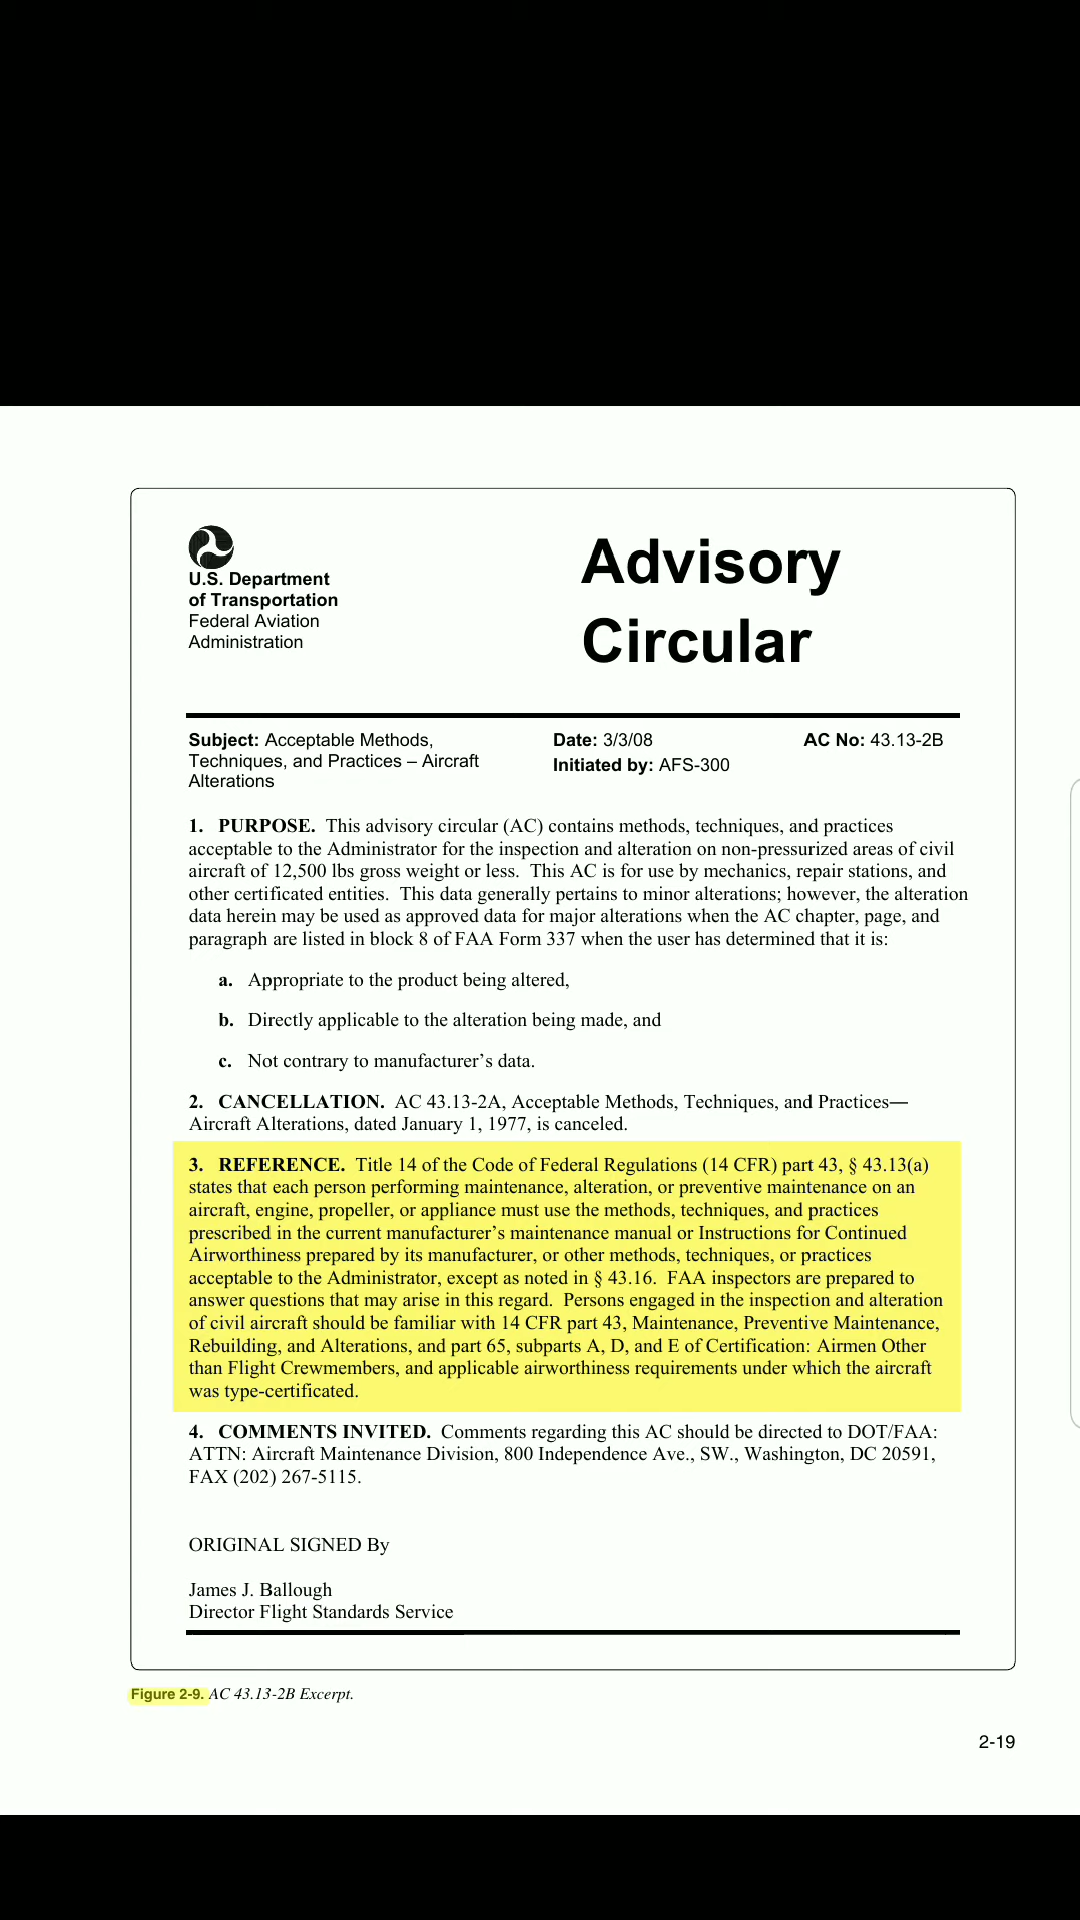 U.S. Department
of Transportation
Federal Aviation
Administration
Advisory
Circular
Subject: Acceptable Methods,
Techniques, and Practices – Aircraft
Alterations
Date: 3/3/08
Initiated by: AFS-300
AC No: 43.13-2B
1. PURPOSE. This advisory circular (AC) contains methods, techniques, and practices
acceptable to the Administrator for the inspection and alteration on non-pressurized areas of civil
aircraft of 12,500 lbs gross weight or less. This AC is for use by mechanics, repair stations, and
other certificated entities. This data generally pertains to minor alterations; however, the alteration
data herein may be used as approved data for major alterations when the AC chapter, page, and
paragraph are listed in block 8 of FAA Form 337 when the user has determined that it is:
a. Appropriate to the product being altered,
b. Directly applicable to the alteration being made, and
c. Not contrary to manufacturer’s data.
2. CANCELLATION. AC 43.13-2A, Acceptable Methods, Techniques, and Practices—
Aircraft Alterations, dated January 1, 1977, is canceled.
3. REFERENCE. Title 14 of the Code of Federal Regulations (14 CFR) part 43, § 43.13(a)
states that each person performing maintenance, alteration, or preventive maintenance on an
aircraft, engine, propeller, or appliance must use the methods, techniques, and practices
prescribed in the current manufacturer’s maintenance manual or Instructions for Continued
Airworthiness prepared by its manufacturer, or other methods, techniques, or practices
acceptable to the Administrator, except as noted in § 43.16. FAA inspectors are prepared to
answer questions that may arise in this regard. Persons engaged in the inspection and alteration
of civil aircraft should be familiar with 14 CFR part 43, Maintenance, Preventive Maintenance,
Rebuilding, and Alterations, and part 65, subparts A, D, and E of Certification: Airmen Other
than Flight Crewmembers, and applicable airworthiness requirements under which the aircraft
was type-certificated.
4. COMMENTS INVITED. Comments regarding this AC should be directed to DOT/FAA:
ATTN: Aircraft Maintenance Division, 800 Independence Ave., SW., Washington, DC 20591,
FAX (202) 267-5115.
ORIGINAL SIGNED By
James J. Ballough
Director Flight Standards Service
Figure 2-9. AC 43.13-2B Excerpt.
2-19